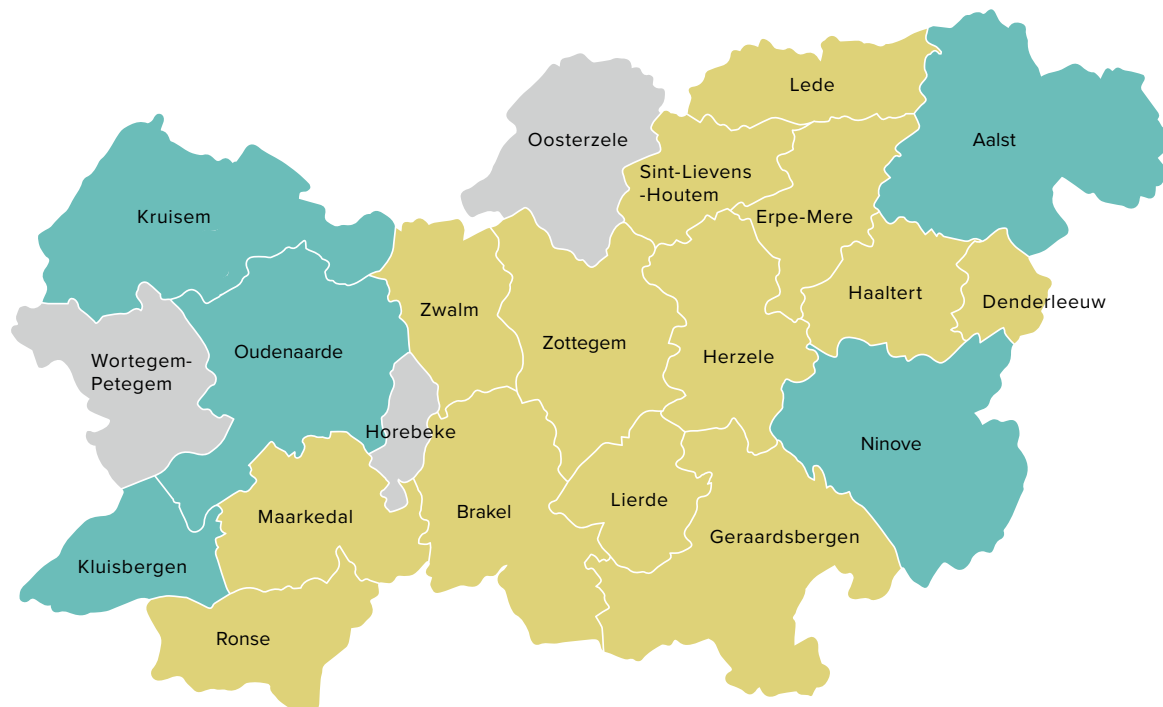 Lede
Oosterzele
Aalst
Sint-Lievens
-Houtem
Kruisem
Erpe-Mere
Haaltert
Denderleeuw
Zwalm
Zottegem
Oudenaarde
Herzele
Wortegem-
Petegem
Horebeke
Ninove
Lierde
Brakel
Maarkedal
Geraardsbergen
Kluisbergen
Ronse